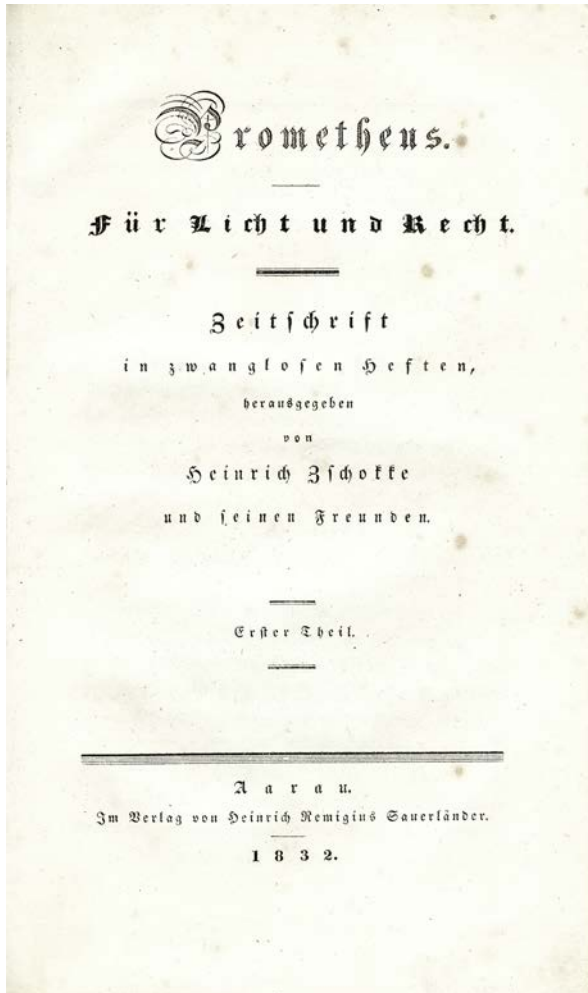 Prometheus.
Für Licht und Recht.
Zeitschrift
in zwanglosen Heften,
herausgegeben
von
Heinrich Zschokke
und seinen Freunden.
Erster Theil.
Aarau.
Im Verlag von Heinrich Remigius Sauerländer.
1832.